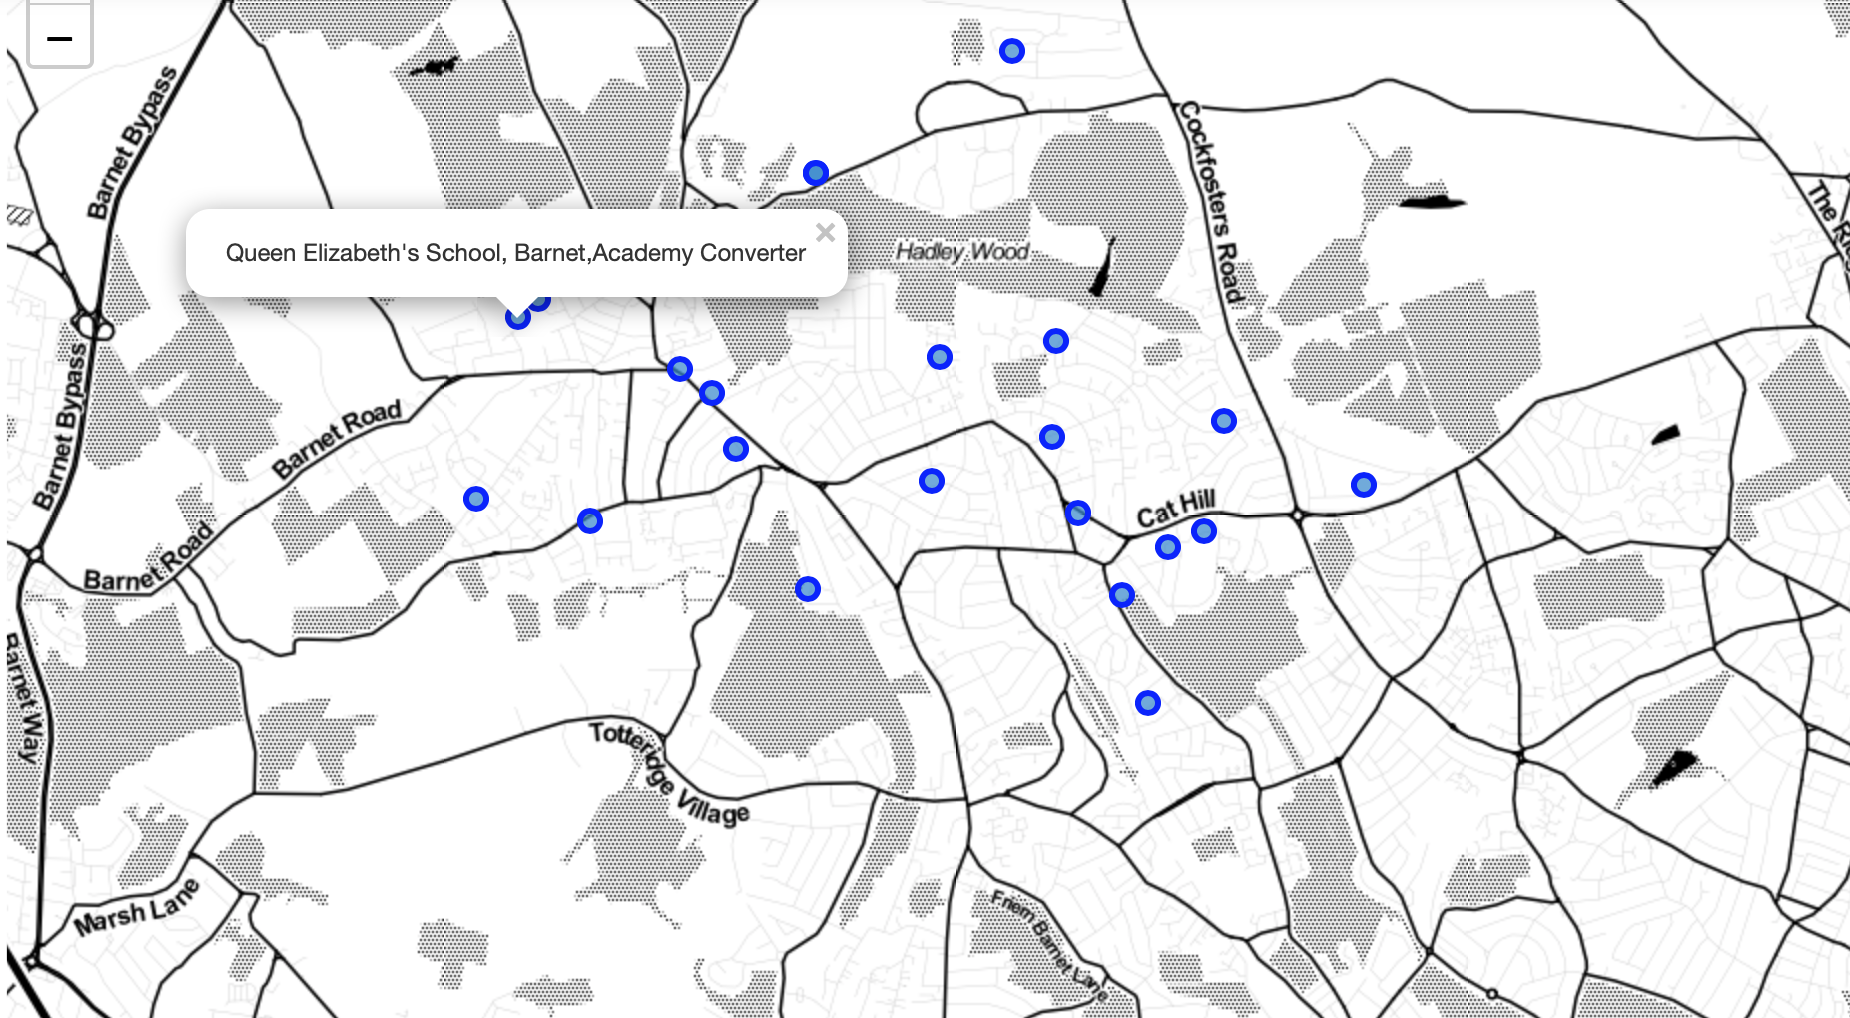 −
Barnet Bypass
Cockfosters Road
Hadley Wood
Queen Elizabeth's School, Barnet,Academy Converter
×
Barnet Bypass
Barnet Road
Cat Hill
Barnet Road
Barnet Way
Totteridge Village
Marsh Lane
Friern Barnet Lane